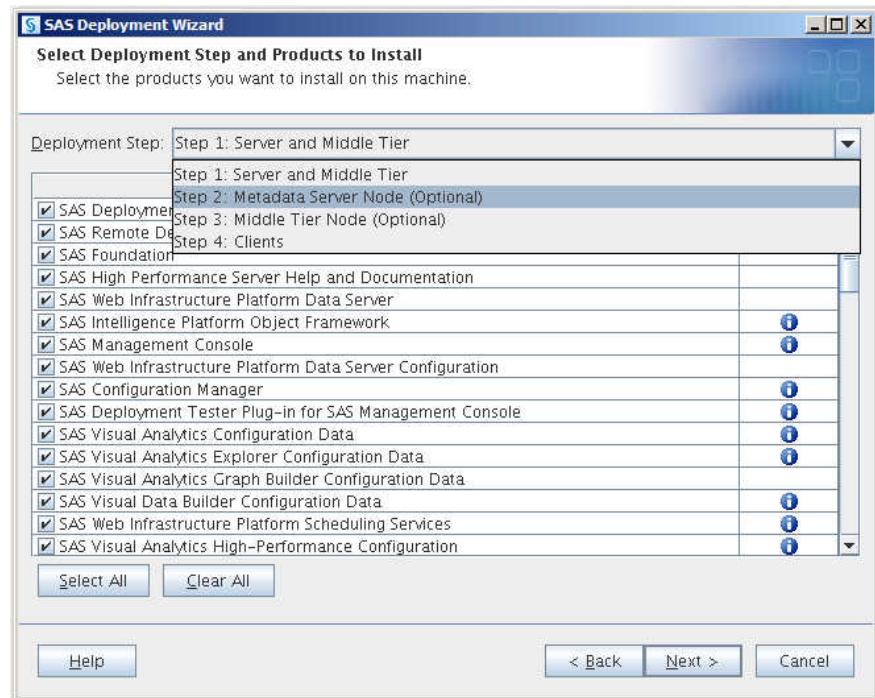 SAS Deployment Wizard
Select Deployment Step and Products to Install
Select the products you want to install on this machine.
Deployment Step: Step 1: Server and Middle Tier
Step 1: Server and Middle Tier
Step 2: Metadata Server Node (Optional)
Step 3: Middle Tier Node (Optional)
Step 4: Clients
SAS Deploymen
SAS Remote De
SAS Foundation
SAS High Performance Server Help and Documentation
SAS Web Infrastructure Platform Data Server
SAS Intelligence Platform Object Framework
SAS Management Console
SAS Web Infrastructure Platform Data Server Configuration
SAS Configuration Manager
SAS Deployment Tester Plug-in for SAS Management Console
SAS Visual Analytics Configuration Data
SAS Visual Analytics Explorer Configuration Data
SAS Visual Analytics Graph Builder Configuration Data
SAS Visual Data Builder Configuration Data
SAS Web Infrastructure Platform Scheduling Services
SAS Visual Analytics High-Performance Configuration
Select All Clear All
Help < Back Next > Cancel